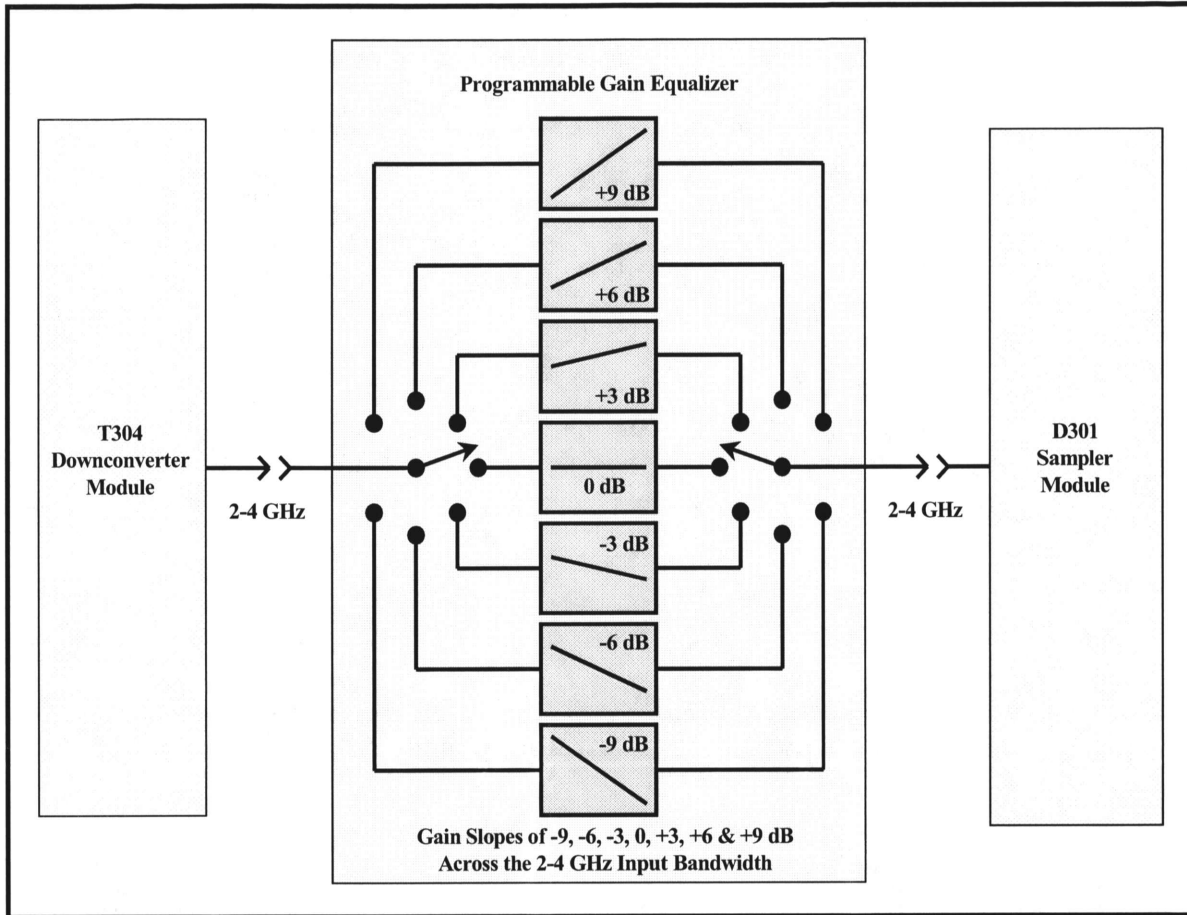 Programmable Gain Equalizer
+9 dB
+6 dB
+3 dB
T304
Downconverter
Module
2-4 GHz
0 dB
2-4 GHz
D301
Sampler
Module
-3 dB
-6 dB
-9 dB
Gain Slopes of -9, -6, -3, 0, +3, +6 & +9 dB
Across the 2-4 GHz Input Bandwidth